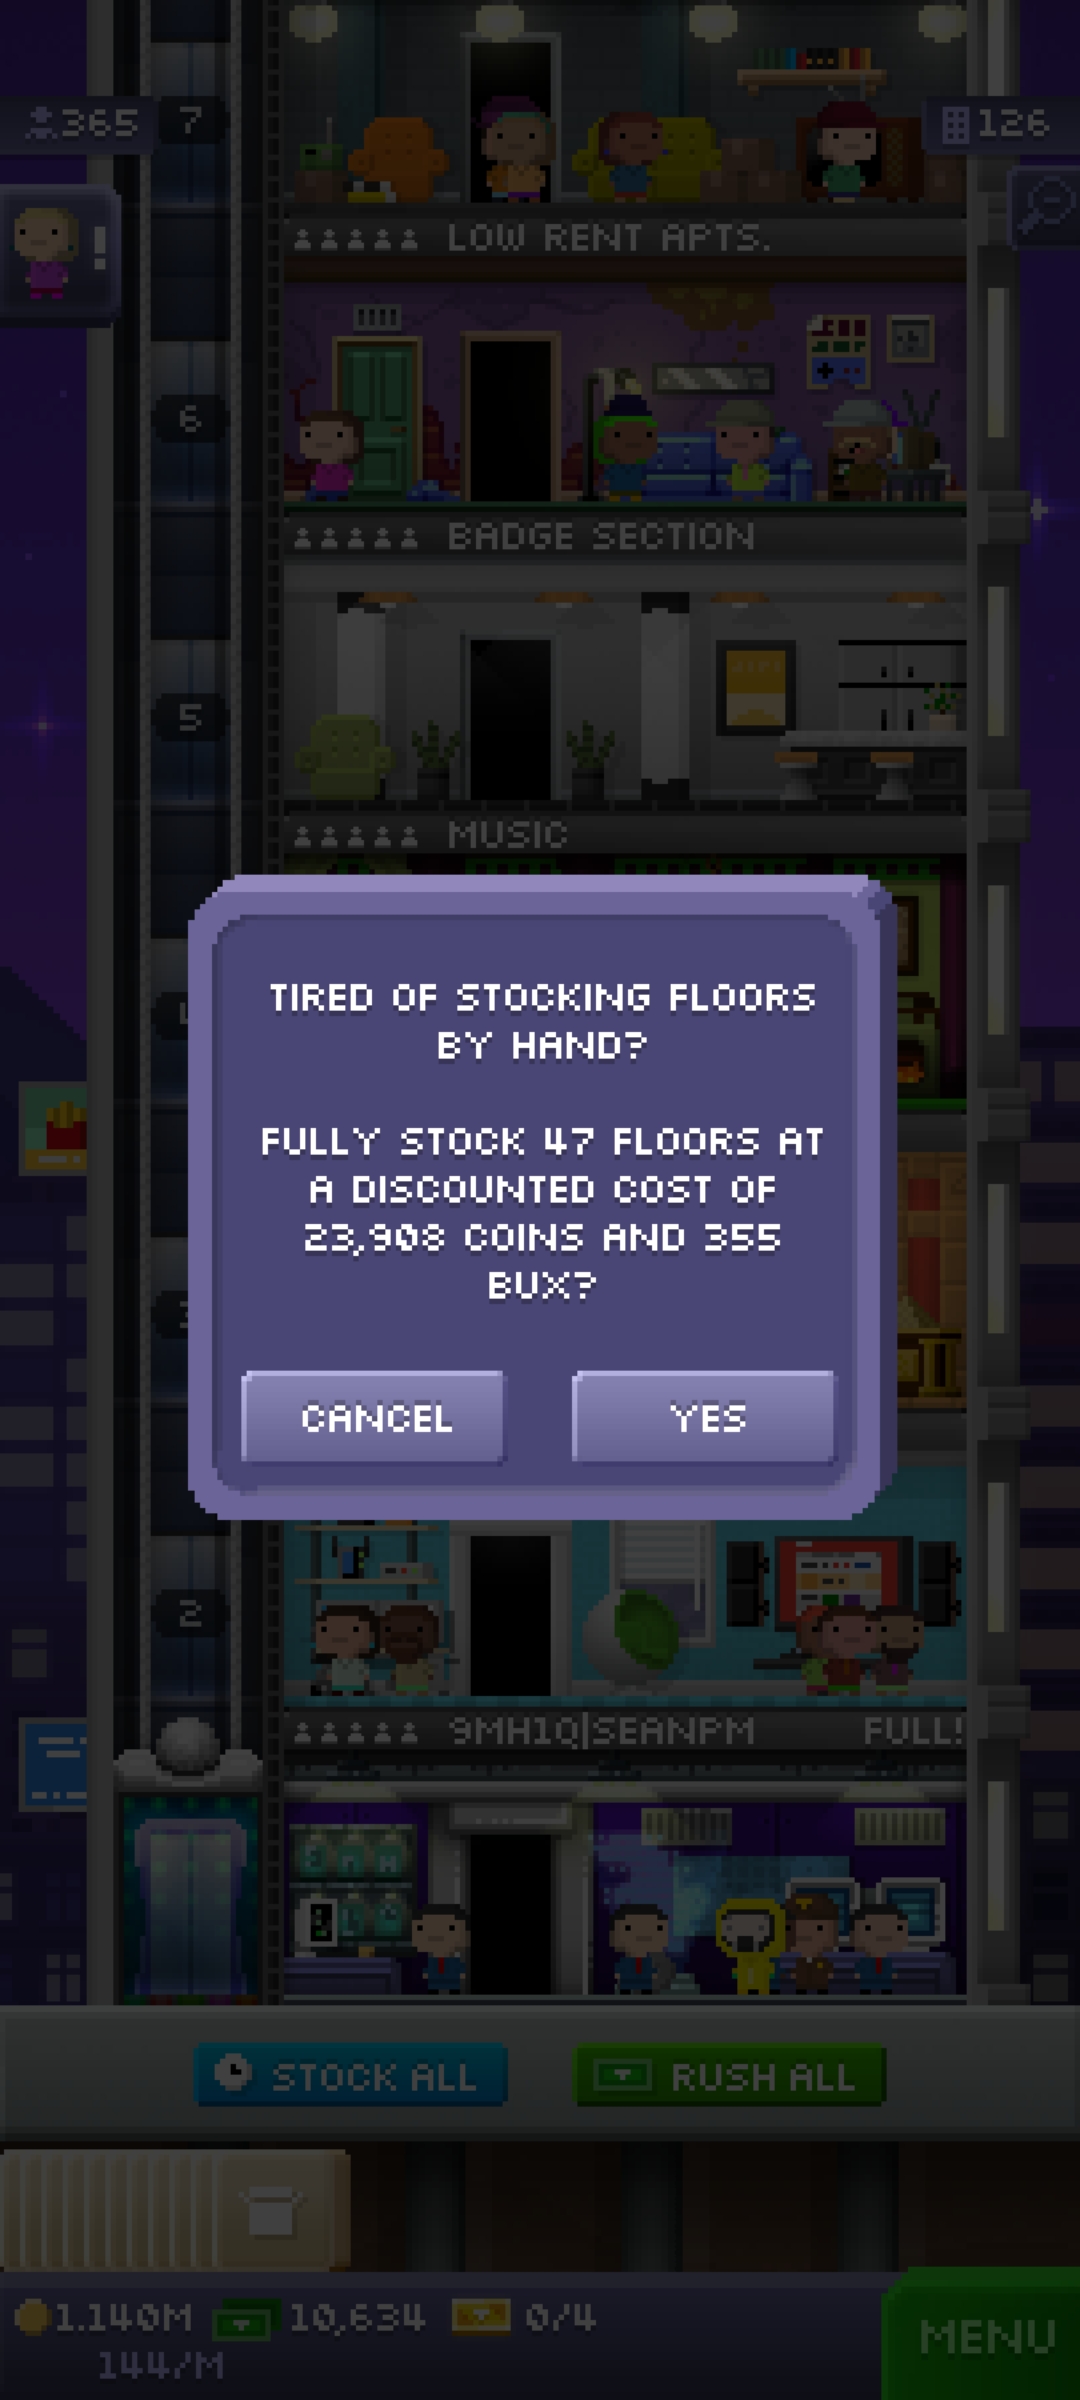 365
7
126
!
LOW RENT APTS.
6
BADGE SECTION
5
MUSIC
TIRED OF STOCKING FLOORS
BY HAND?
FULLY STOCK 47 FLOORS AT
A DISCOUNTED COST OF
23,908 COINS AND 355
BUX?
CANCEL
YES
2
9MH1Q|SEANPM
FULL!
STOCK ALL
RUSH ALL
1.140M
10,634
0/4
144/M
MENU